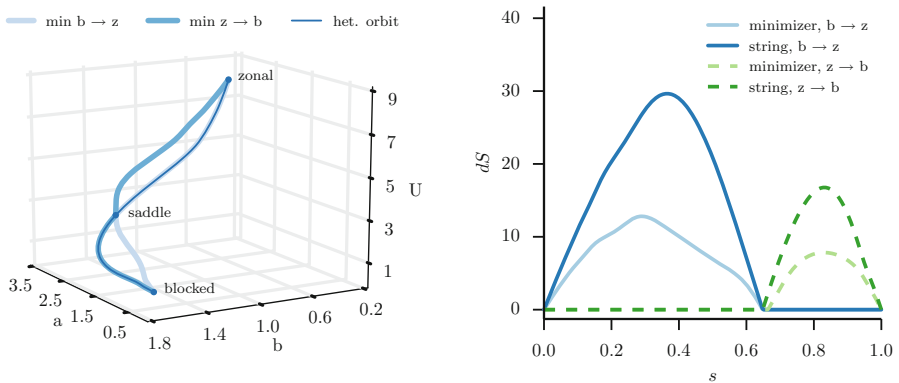 min b → z
min z → b
het. orbit
zonal
saddle
blocked
9
7
5
3
1
U
3.5
2.5
1.5
0.5
a
1.8
1.4
1.0
0.6
0.2
b
40
30
20
10
0
dS
minimizer, b → z
string, b → z
minimizer, z → b
string, z → b
0.0
0.2
0.4
0.6
0.8
1.0
s